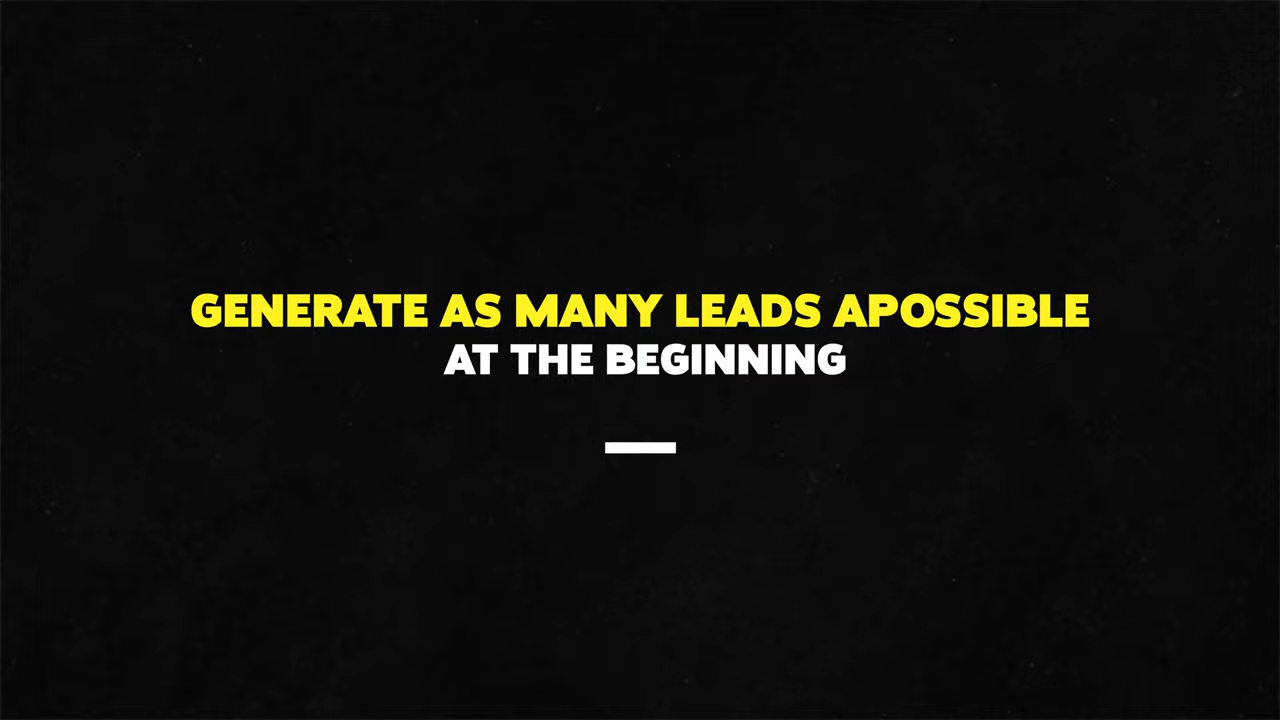 GENERATE AS MANY LEADS APOSSIBLE
AT THE BEGINNING